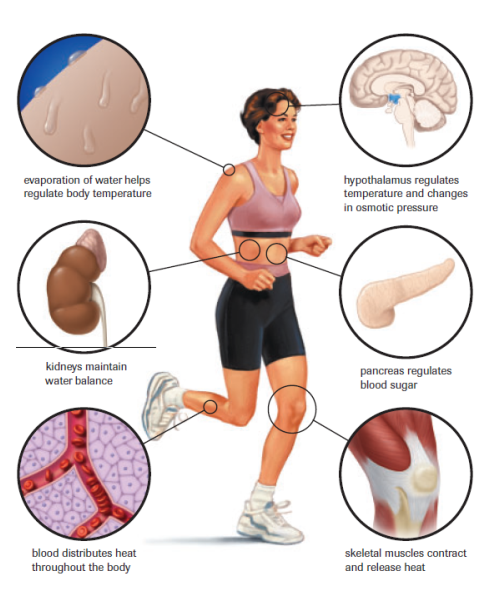 evaporation of water helps
regulate body temperature
hypothalamus regulates
temperature and changes
in osmotic pressure
kidneys maintain
water balance
pancreas regulates
blood sugar
blood distributes heat
throughout the body
skeletal muscles contract
and release heat